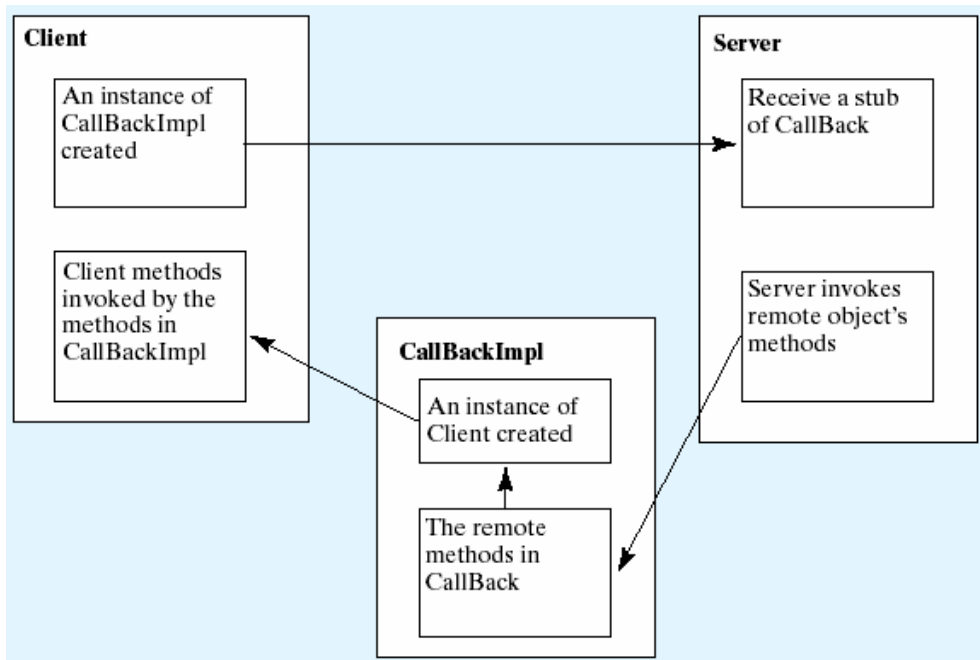 Client
An instance of
CallBackImpl
created
Client methods
invoked by the
methods in
CallBackImpl
CallBackImpl
An instance of
Client created
The remote
methods in
CallBack
Server
Receive a stub
of CallBack
Server invokes
remote object's
methods